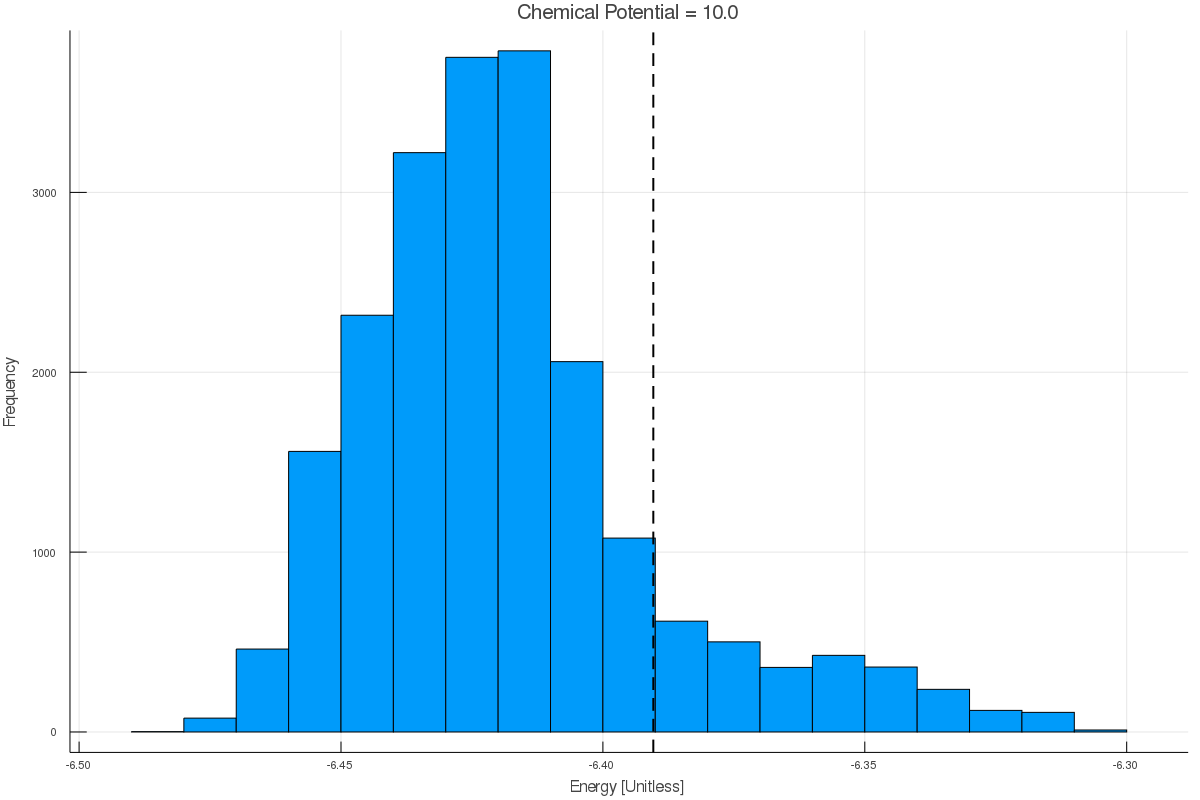 Chemical Potential = 10.0
Frequency
3000
2000
1000
0
-6.50 -6.45 -6.40 -6.35 -6.30
Energy [Unitless]